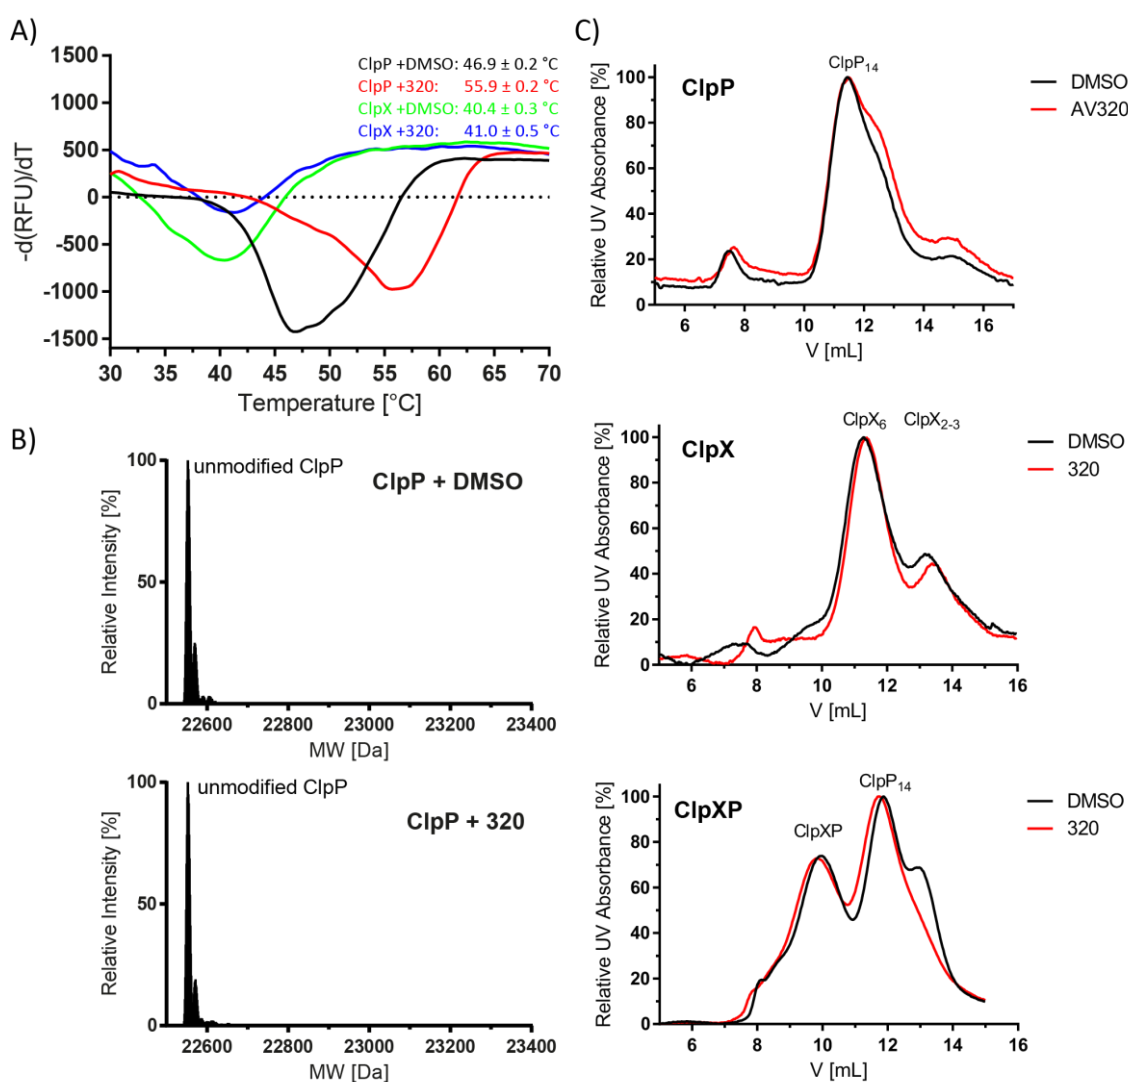 A)
1500
1000
500
0
-500
-1000
-1500
-d(RFU)/dT
30 35 40 45 50 55 60 65 70
Temperature [°C]
ClpP +DMSO: 46.9 ± 0.2 °C
ClpP +320: 55.9 ± 0.2 °C
ClpX +DMSO: 40.4 ± 0.3 °C
ClpX +320: 41.0 ± 0.5 °C
B)
unmodified ClpP
ClpP + DMSO
Relative Intensity [%]
100
50
0
22600 22800 23000 23200 23400
MW [Da]
unmodified ClpP
ClpP + 320
Relative Intensity [%]
100
50
0
22600 22800 23000 23200 23400
MW [Da]
C)
ClpP
ClpP14
DMSO
AV320
Relative UV Absorbance [%]
100
80
60
40
20
0
6 8 10 12 14 16
V [mL]
ClpX
ClpX6 ClpX2-3
DMSO
320
Relative UV Absorbance [%]
100
80
60
40
20
0
6 8 10 12 14 16
V [mL]
ClpXP
ClpXP
ClpP14
DMSO
320
Relative UV Absorbance [%]
100
80
60
40
20
0
6 8 10 12 14 16
V [mL]